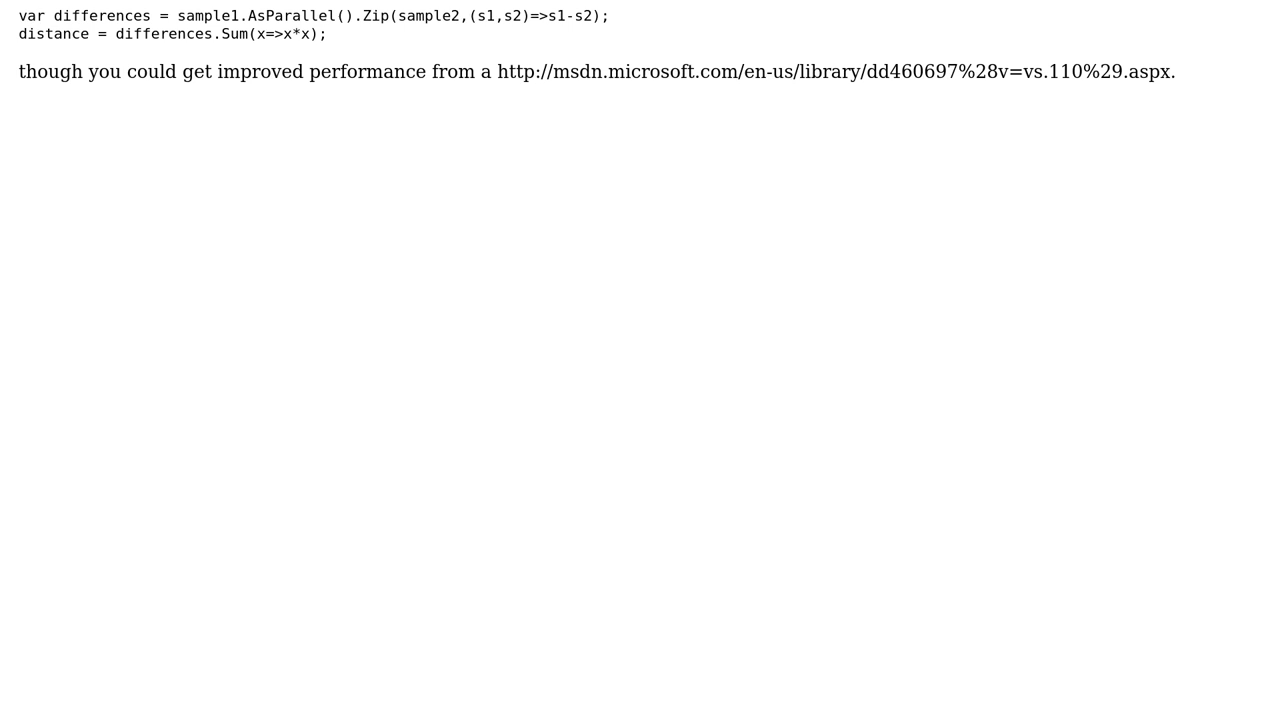 var differences = sample1.AsParallel().Zip(sample2,(s1,s2)=>s1-s2);
distance = differences.Sum(x=>x*x);
though you could get improved performance from a http://msdn.microsoft.com/en-us/library/dd460697%28v=vs.110%29.aspx.